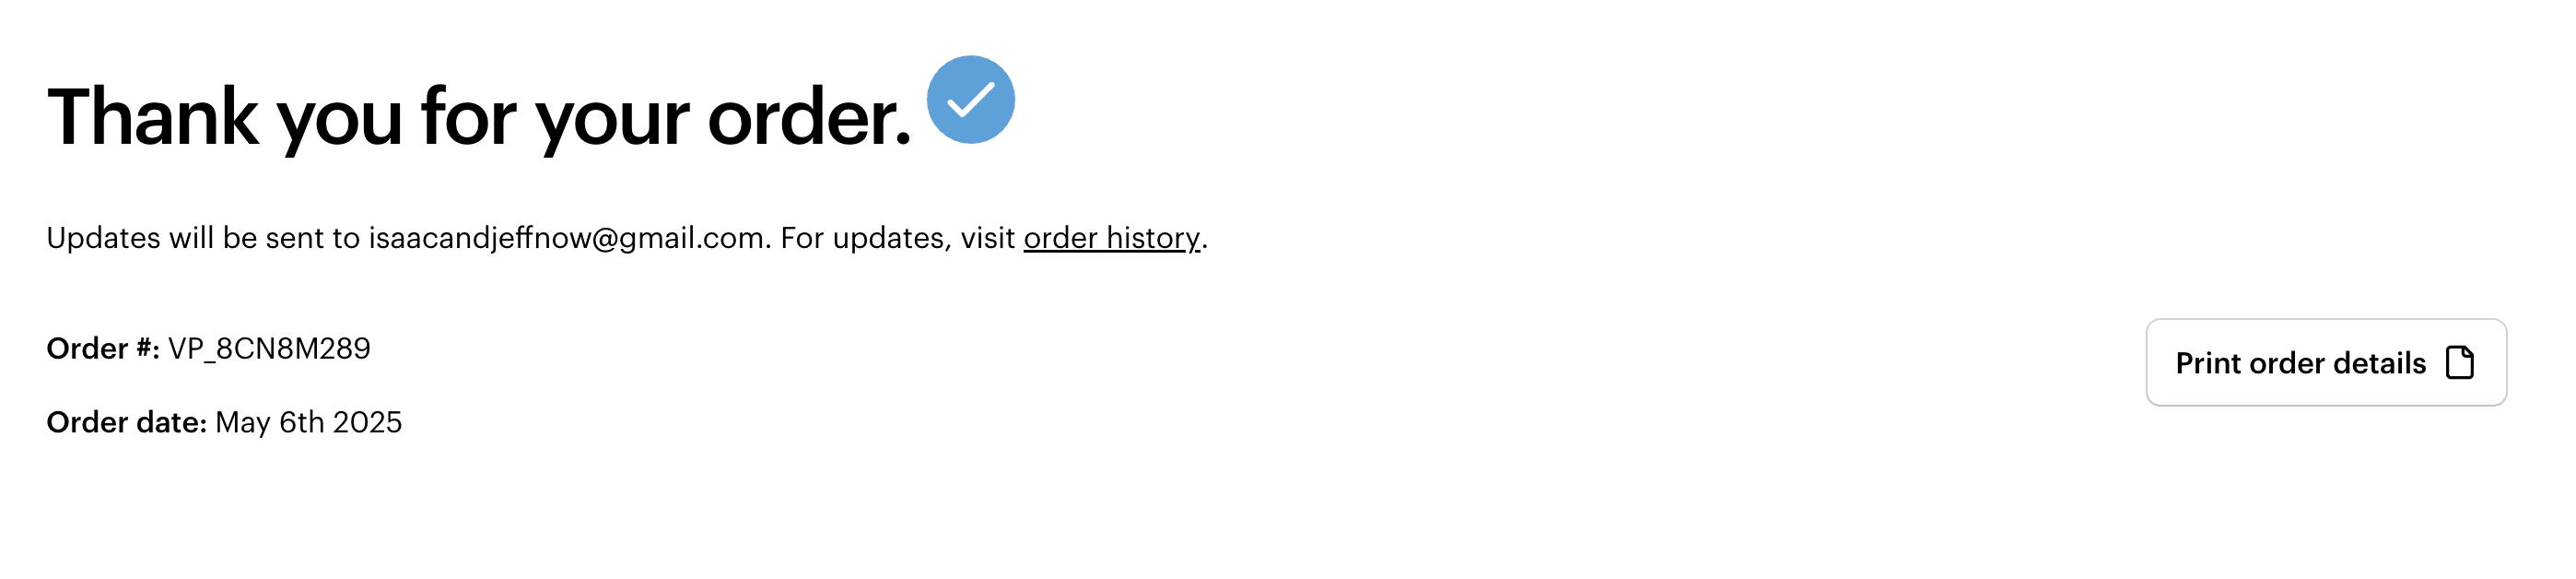 Thank you for your order.
Updates will be sent to isaacandjeffnow@gmail.com. For updates, visit order history.
Order #: VP_8CN8M289
Print order details
Order date: May 6th 2025